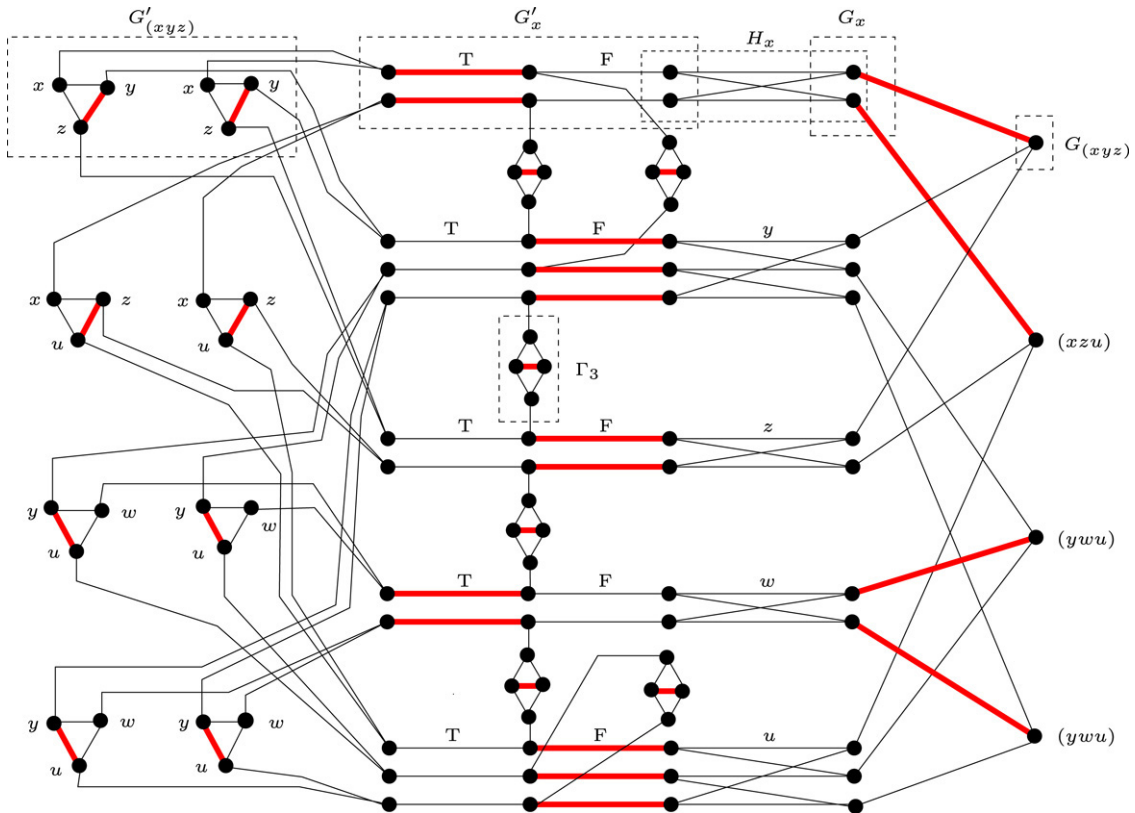 G′(xyz) G′x Gx
Hx
T F
x y x y
z z
G(xyz)
T F y
x z x z
u u
(xzu)
Γ3
T F z
y w y w
u u
(ywu)
T F w
y w y w
u u
T F u
(ywu)